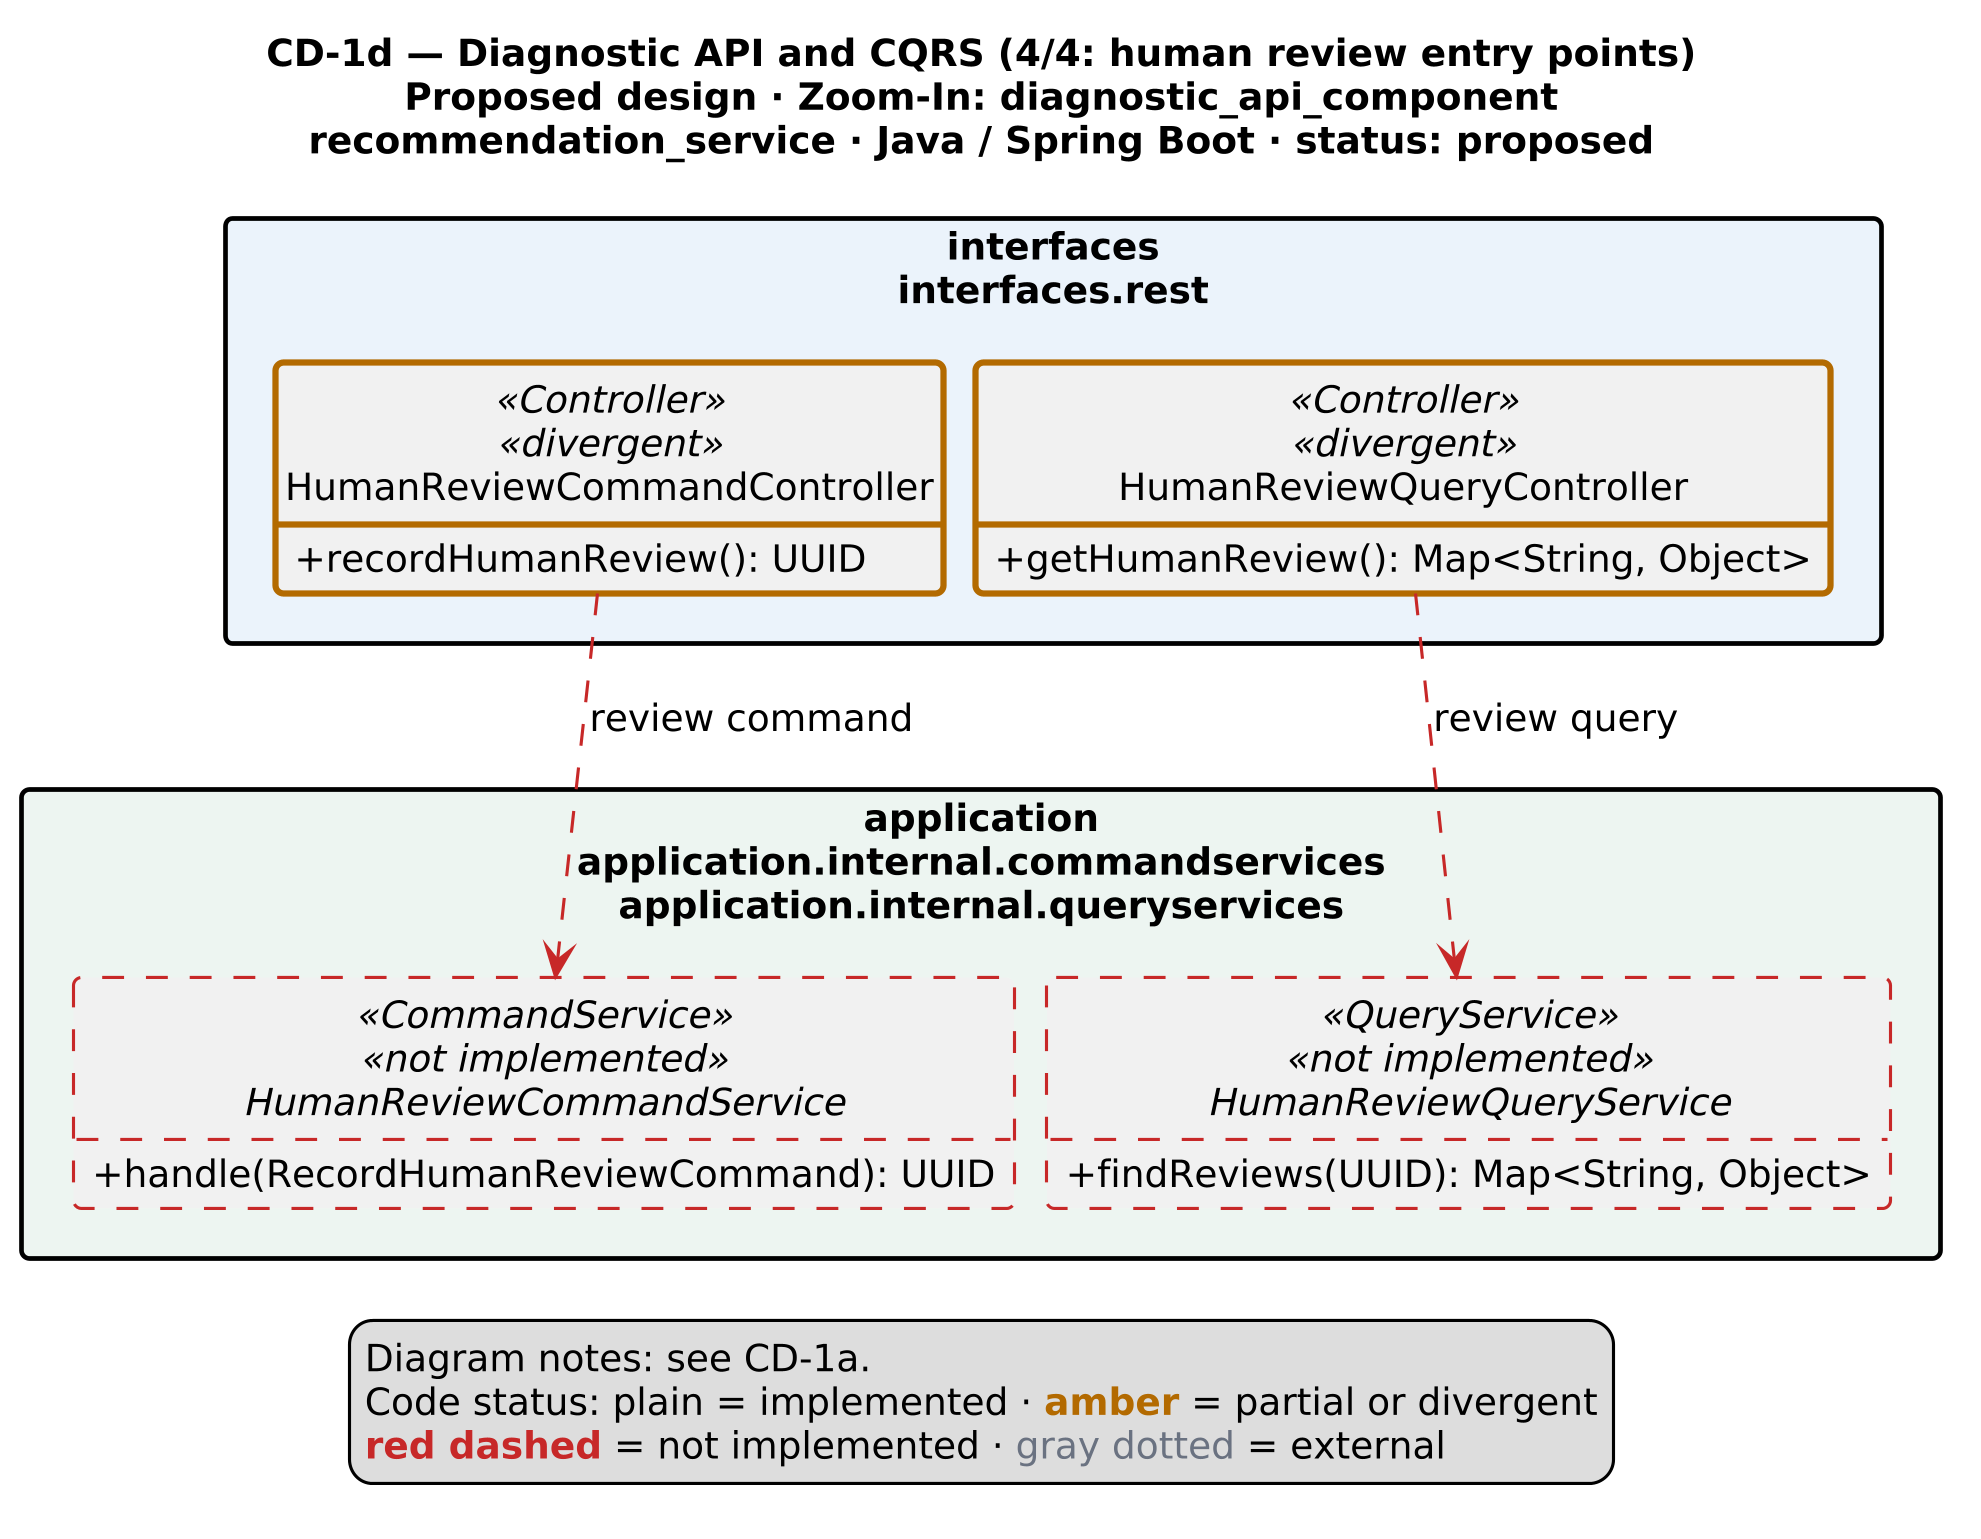 CD-1d — Diagnostic API and CQRS (4/4: human review entry points)
Proposed design · Zoom-In: diagnostic_api_component
recommendation_service · Java / Spring Boot · status: proposed
interfaces
interfaces.rest
«Controller»
«divergent»
HumanReviewCommandController
+recordHumanReview(): UUID
«Controller»
«divergent»
HumanReviewQueryController
+getHumanReview(): Map<String, Object>
review command
review query
application
application.internal.commandservices
application.internal.queryservices
«CommandService»
«not implemented»
HumanReviewCommandService
+handle(RecordHumanReviewCommand): UUID
«QueryService»
«not implemented»
HumanReviewQueryService
+findReviews(UUID): Map<String, Object>
Diagram notes: see CD-1a.
Code status: plain = implemented · amber = partial or divergent
red dashed = not implemented · gray dotted = external